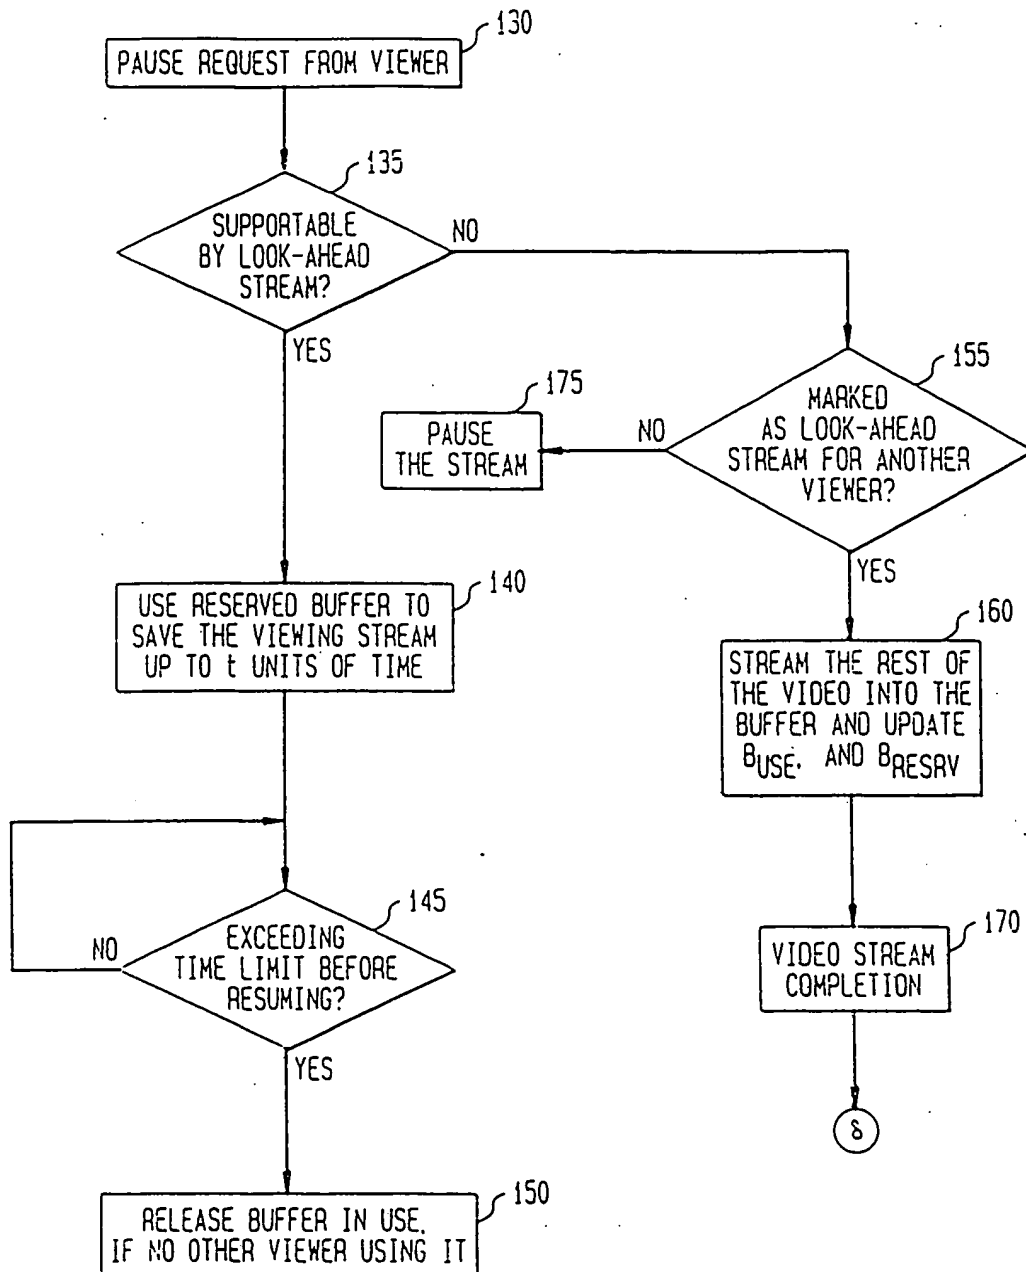 130
PAUSE REQUEST FROM VIEWER
135
SUPPORTABLE
BY LOOK-AHEAD
STREAM?
NO
YES
155
MARKED
AS LOOK-AHEAD
STREAM FOR ANOTHER
VIEWER?
NO
YES
175
PAUSE
THE STREAM
140
USE RESERVED BUFFER TO
SAVE THE VIEWING STREAM
UP TO t UNITS OF TIME
160
STREAM THE REST OF
THE VIDEO INTO THE
BUFFER AND UPDATE
BUSE, AND BRESRV
145
EXCEEDING
TIME LIMIT BEFORE
RESUMING?
NO
YES
170
VIDEO STREAM
COMPLETION
δ
150
RELEASE BUFFER IN USE,
IF NO OTHER VIEWER USING IT